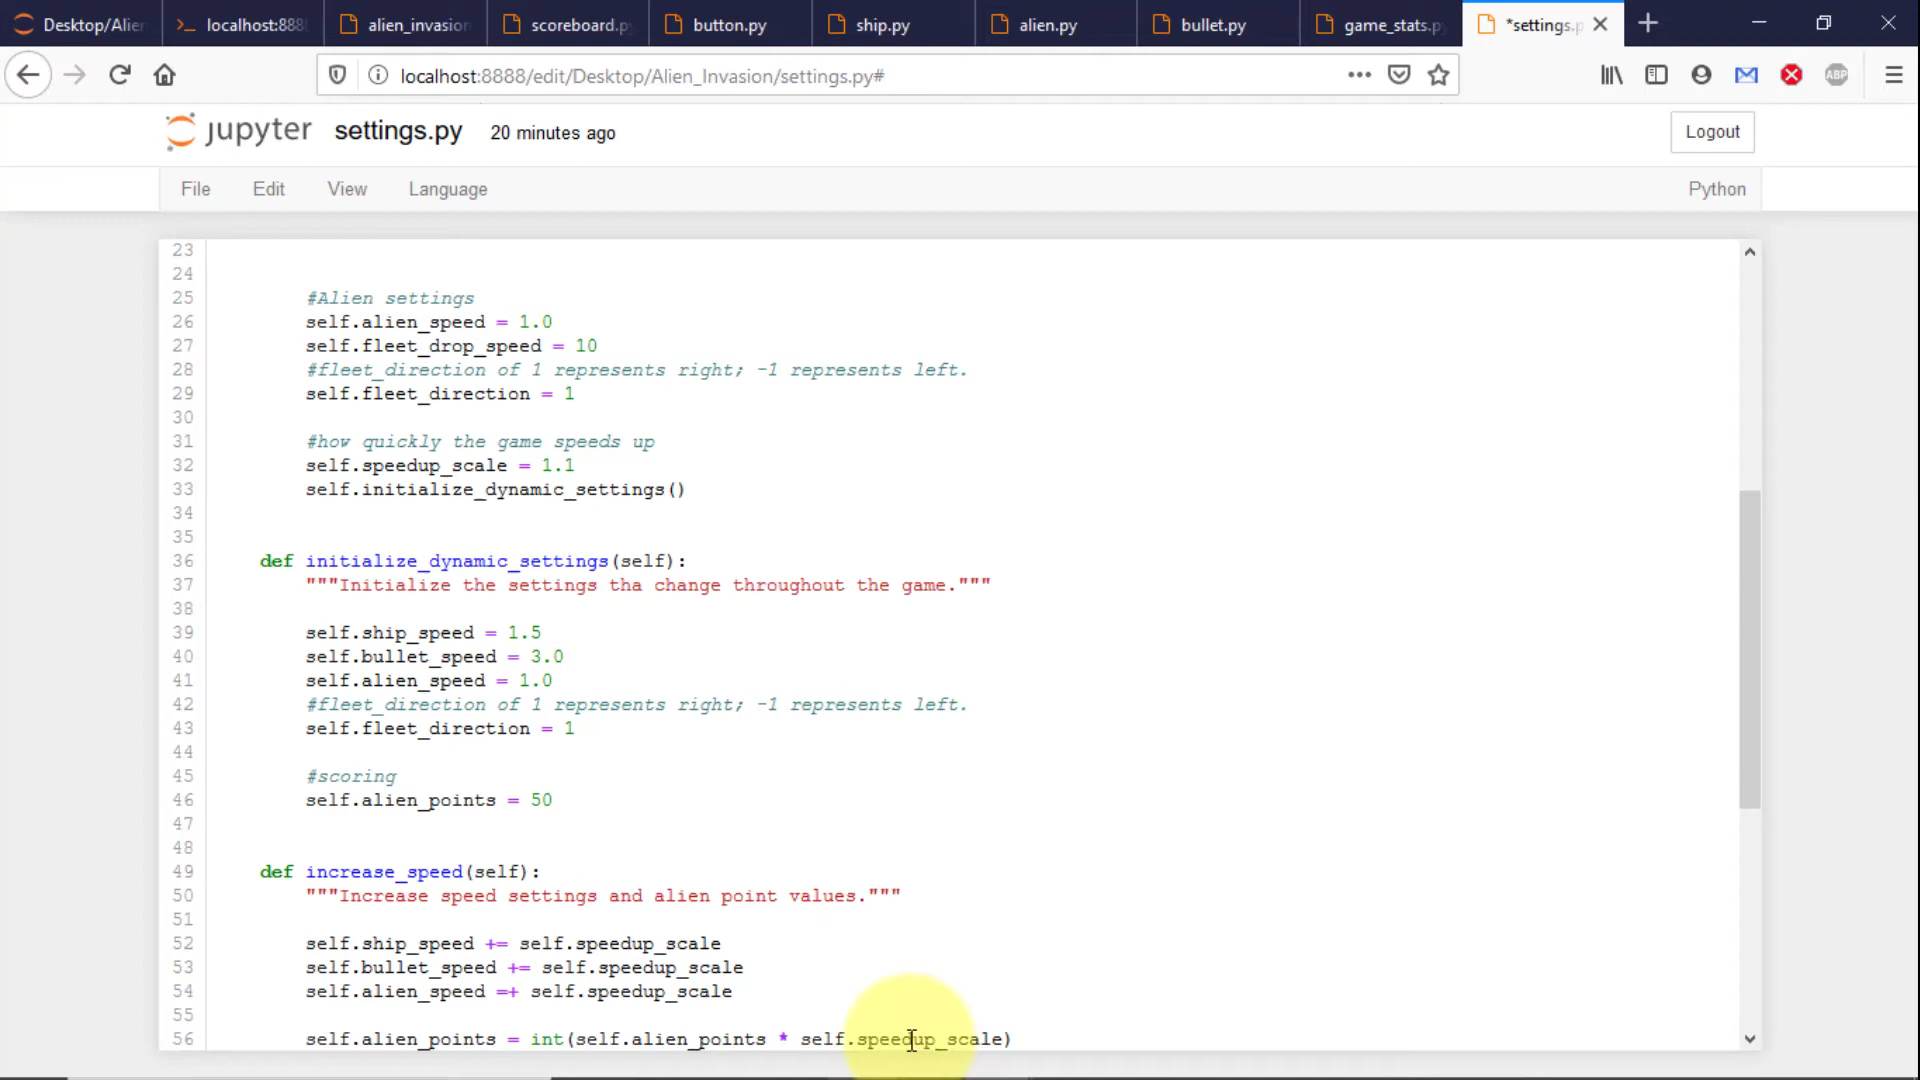 Desktop/Alie
localhost:888
alien_invasion
scoreboard.p
button.py
ship.py
alien.py
bullet.py
game_stats.p
*settings.p
localhost:8888/edit/Desktop/Alien_Invasion/settings.py#
ABP
jupyter settings.py 20 minutes ago
Logout
File Edit View Language Python
23
24
25 #Alien settings
26 self.alien_speed = 1.0
27 self.fleet_drop_speed = 10
28 #fleet_direction of 1 represents right; -1 represents left.
29 self.fleet_direction = 1
30
31 #how quickly the game speeds up
32 self.speedup_scale = 1.1
33 self.initialize_dynamic_settings()
34
35
36 def initialize_dynamic_settings(self):
37 """Initialize the settings tha change throughout the game."""
38
39 self.ship_speed = 1.5
40 self.bullet_speed = 3.0
41 self.alien_speed = 1.0
42 #fleet_direction of 1 represents right; -1 represents left.
43 self.fleet_direction = 1
44
45 #scoring
46 self.alien_points = 50
47
48
49 def increase_speed(self):
50 """Increase speed settings and alien point values."""
51
52 self.ship_speed += self.speedup_scale
53 self.bullet_speed += self.speedup_scale
54 self.alien_speed =+ self.speedup_scale
55
56 self.alien_points = int(self.alien_points * self.speedup_scale)